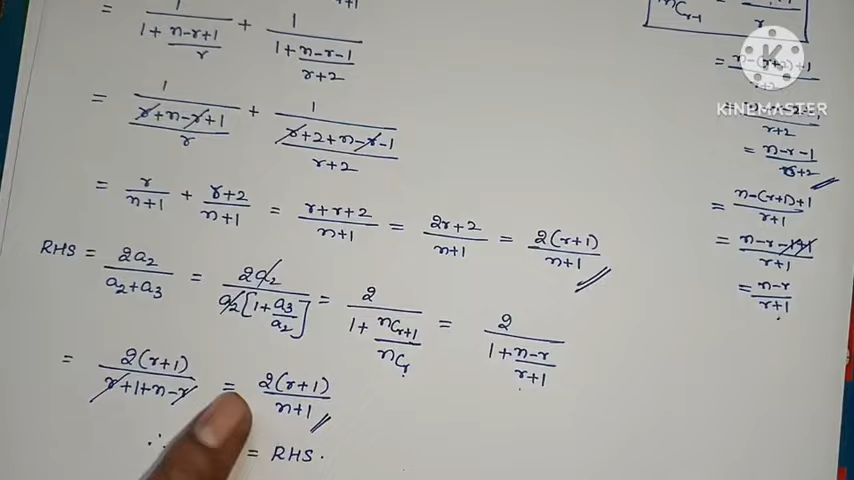 = 1/(1+(n-r+1)/r) + 1/(1+(n-r-1)/(r+2))
= 1/((r+n-r+1)/r) + 1/((r+2+n-r-1)/(r+2))
= r/(n+1) + (r+2)/(n+1) = (r+r+2)/(n+1) = (2r+2)/(n+1) = 2(r+1)/(n+1)
RHS = 2a₂/(a₂+a₃) = 2a₂/(a₂[1+a₃/a₂]) = 2/(1+nCr+1/nCr) = 2/(1+(n-r)/(r+1))
= 2(r+1)/(r+1+n-r) = 2(r+1)/(n+1)
∴ = RHS.
nCr-1 r
= (n-(r+2)+1)/(r+2)
r+2
= (n-r-1)/(r+2)
= (n-(r+1)+1)/(r+1)
= (n-r-1+1)/(r+1)
= (n-r)/(r+1)
KINEMASTER